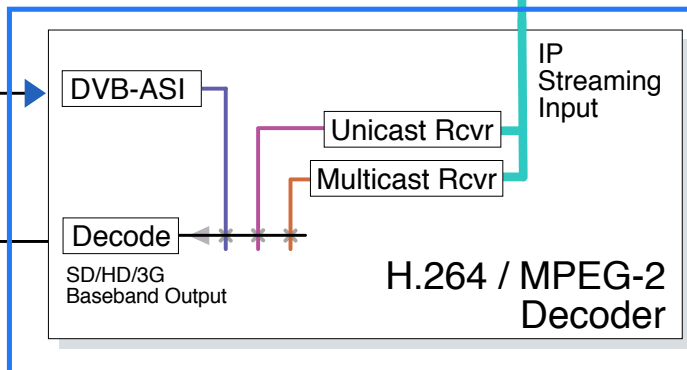 IP
Streaming
Input
DVB-ASI
Unicast Rcvr
Multicast Rcvr
Decode
SD/HD/3G
Baseband Output
H.264 / MPEG-2
Decoder